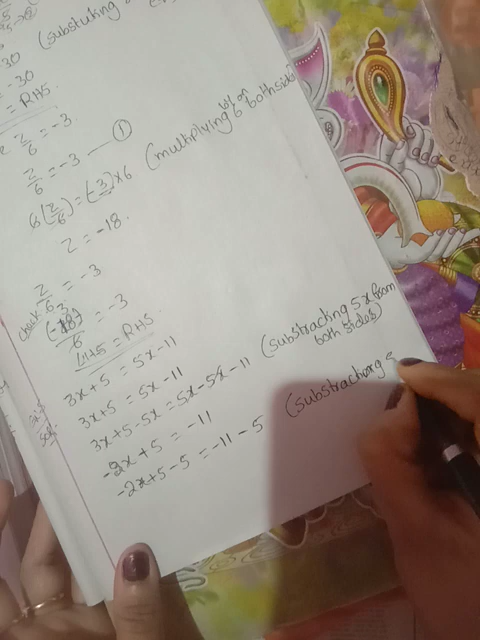 (substuting
30
-30
= RHS
z/6 = -3
z/6 = -3 — ①
6(z/6) = (-3)×6 (multiplying by 6 on both sides)
z = -18.
check z/6 = -3
(-18)/6 = -3
LHS = RHS
3x+5 = 5x-11
3x+5 = 5x-11
3x+5-5x = 5x-5x-11 (substracting 5x from both sides)
-2x+5 = -11
-2x+5-5 = -11-5 (substracting 5